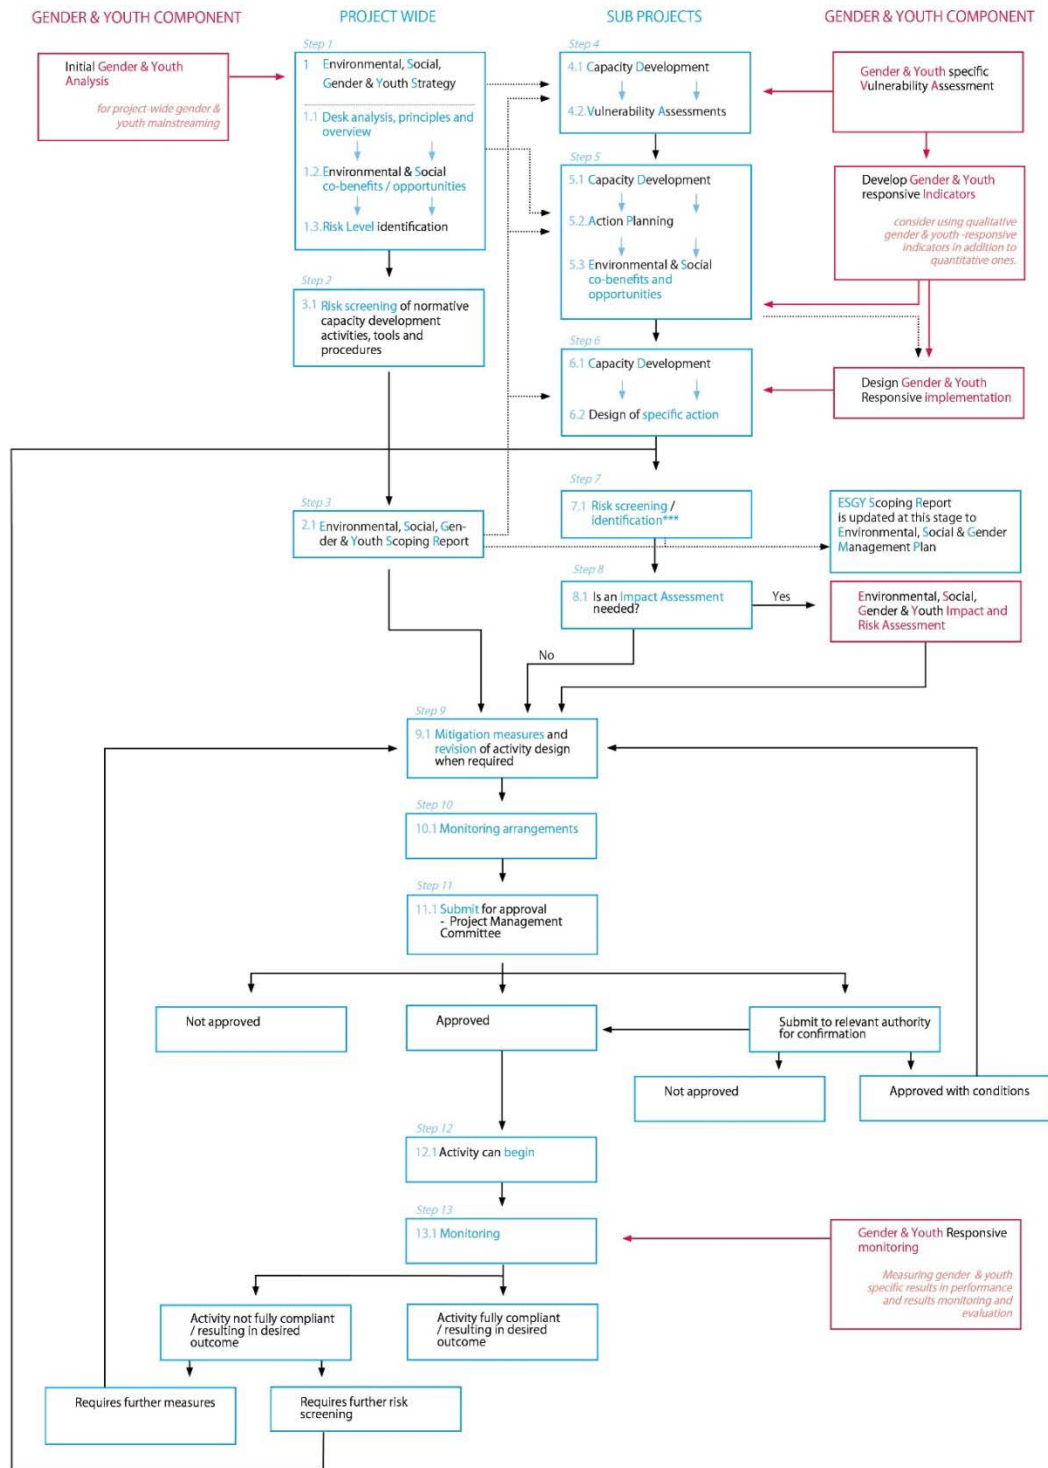 GENDER & YOUTH COMPONENT
PROJECT WIDE
SUB PROJECTS
GENDER & YOUTH COMPONENT
Initial Gender & Youth
Analysis
for project-wide gender &
youth mainstreaming
Step 1
1 Environmental, Social,
Gender & Youth Strategy
1.1 Desk analysis, principles and
overview
1.2. Environmental & Social
co-benefits / opportunities
1.3. Risk Level identification
Step 4
4.1 Capacity Development
4.2. Vulnerability Assessments
Gender & Youth specific
Vulnerability Assessment
Step 5
5.1 Capacity Development
5.2. Action Planning
5.3 Environmental & Social
co-benefits and
opportunities
Develop Gender & Youth
responsive Indicators
consider using qualitative
gender & youth -responsive
indicators in addition to
quantitative ones.
Step 2
3.1 Risk screening of normative
capacity development
activities, tools and
procedures
Step 6
6.1 Capacity Development
6.2 Design of specific action
Design Gender & Youth
Responsive implementation
Step 3
2.1 Environmental, Social, Gen-
der & Youth Scoping Report
Step 7
7.1 Risk screening /
identification***
ESGY Scoping Report
is updated at this stage to
Environmental, Social & Gender
Management Plan
Step 8
8.1 Is an Impact Assessment
needed?
Yes
No
Environmental, Social,
Gender & Youth Impact and
Risk Assessment
Step 9
9.1 Mitigation measures and
revision of activity design
when required
Step 10
10.1 Monitoring arrangements
Step 11
11.1 Submit for approval
- Project Management
Committee
Not approved
Approved
Submit to relevant authority
for confirmation
Not approved
Approved with conditions
Step 12
12.1 Activity can begin
Step 13
13.1 Monitoring
Gender & Youth Responsive
monitoring
Measuring gender & youth
specific results in performance
and results monitoring and
evaluation
Activity not fully compliant
/ resulting in desired
outcome
Activity fully compliant
/ resulting in desired
outcome
Requires further measures
Requires further risk
screening